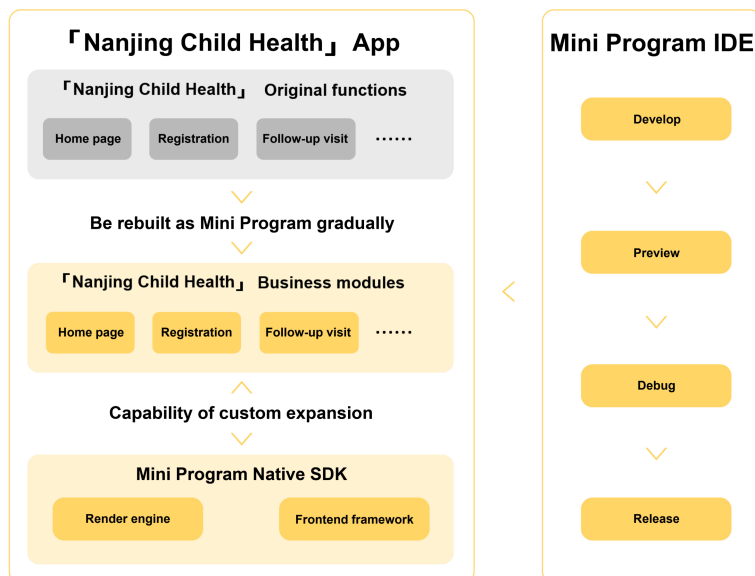 「Nanjing Child Health」 App
「Nanjing Child Health」 Original functions
Home page Registration Follow-up visit ······
Be rebuilt as Mini Program gradually
「Nanjing Child Health」 Business modules
Home page Registration Follow-up visit ······
Capability of custom expansion
Mini Program Native SDK
Render engine Frontend framework
Mini Program IDE
Develop
Preview
Debug
Release